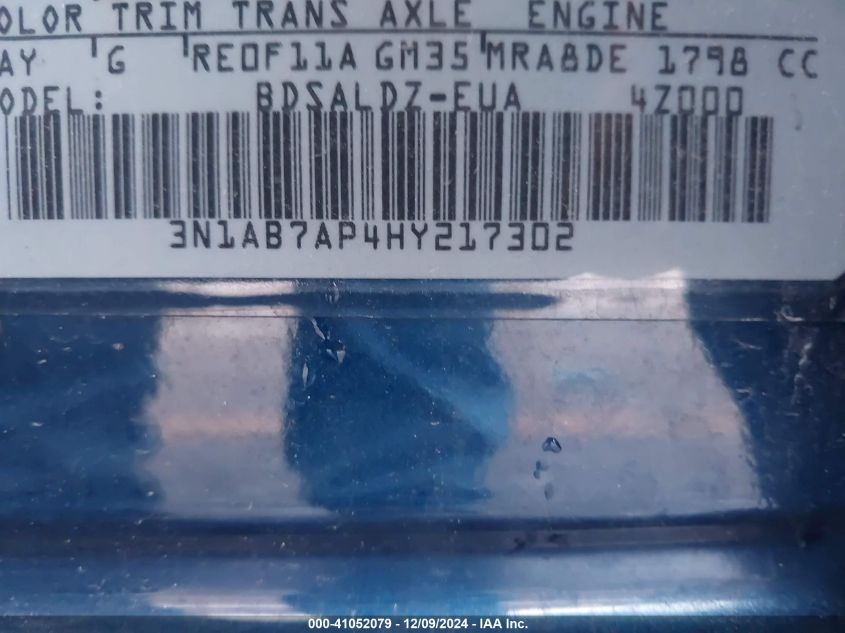 OLOR TRIM TRANS AXLE ENGINE
AY G RE0F11A GM35 MRA8DE 1798 CC
ODEL: BDSALDZ-EUA 4Z000
3N1AB7AP4HY217302
000-41052079 - 12/09/2024 - IAA Inc.